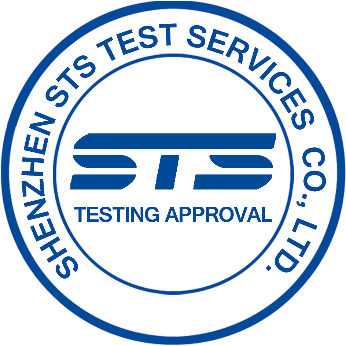 SHENZHEN STS TEST SERVICES CO., LTD.
STS
TESTING APPROVAL